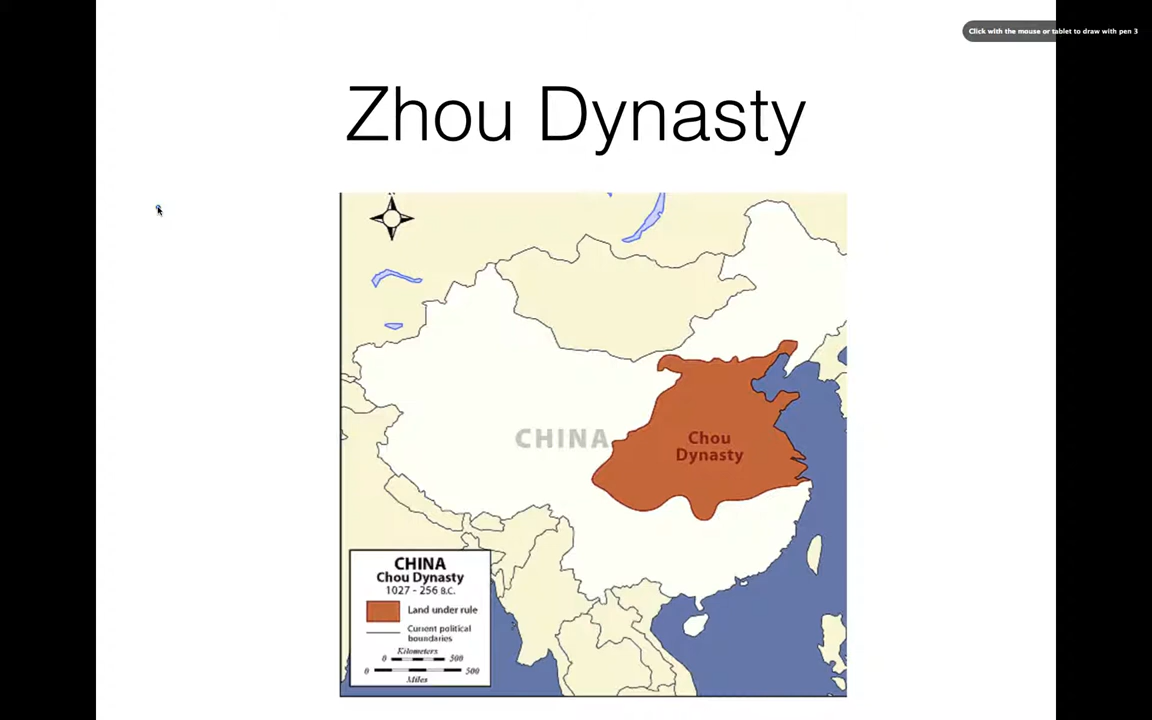 Click with the mouse or tablet to draw with pen 3
Zhou Dynasty
CHINA
Chou
Dynasty
CHINA
Chou Dynasty
1027 - 256 B.C.
Land under rule
Current political
boundaries
Kilometers
0 500
0 500
Miles